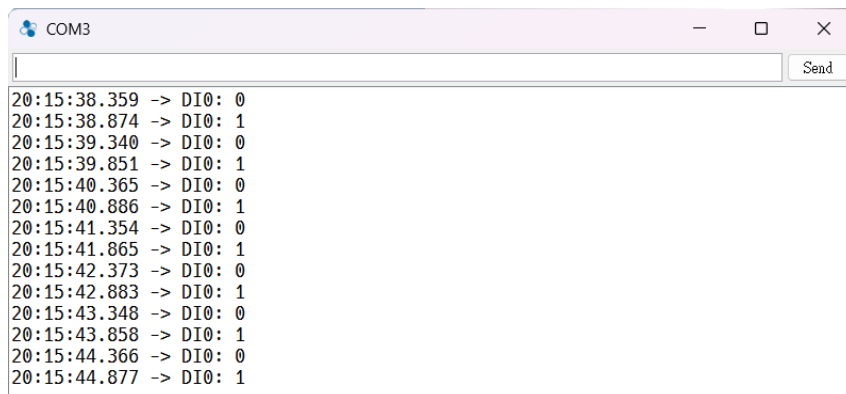 COM3
Send
20:15:38.359 -> DI0: 0
20:15:38.874 -> DI0: 1
20:15:39.340 -> DI0: 0
20:15:39.851 -> DI0: 1
20:15:40.365 -> DI0: 0
20:15:40.886 -> DI0: 1
20:15:41.354 -> DI0: 0
20:15:41.865 -> DI0: 1
20:15:42.373 -> DI0: 0
20:15:42.883 -> DI0: 1
20:15:43.348 -> DI0: 0
20:15:43.858 -> DI0: 1
20:15:44.366 -> DI0: 0
20:15:44.877 -> DI0: 1